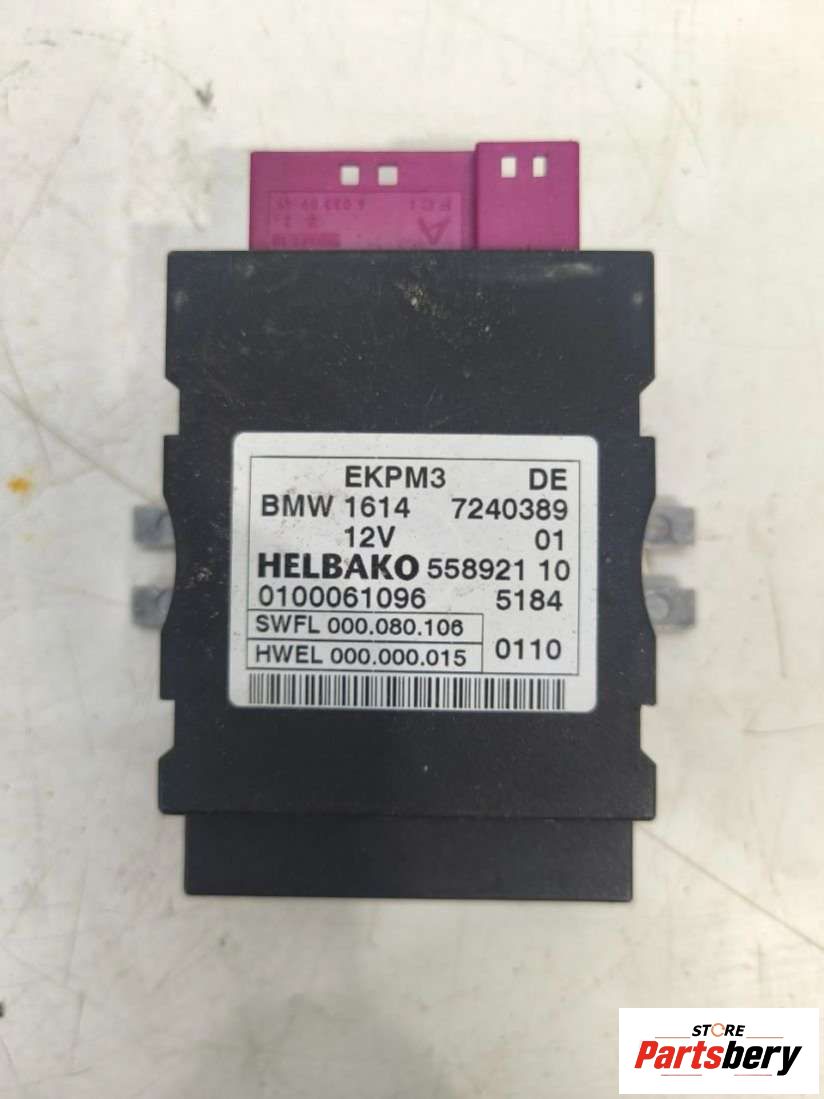 FCI
A
EKPM3 DE
BMW 1614 7240389
12V 01
HELBAKO 558921 10
0100061096 5184
SWFL 000.080.106
HWEL 000.000.015 0110
STORE
Partsbery